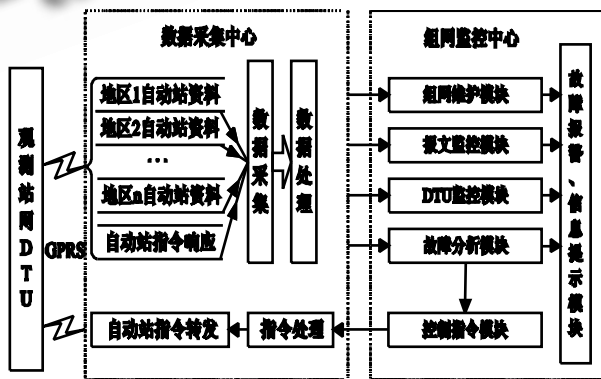 数据采集中心
组网监控中心
观测站网DTU
GPRS
地区1自动站资料
地区2自动站资料
...
地区n自动站资料
自动站指令响应
数据采集
数据处理
自动站指令转发
指令处理
组网维护模块
报文监控模块
DTU监控模块
故障分析模块
控制指令模块
故障报警、信息提示模块